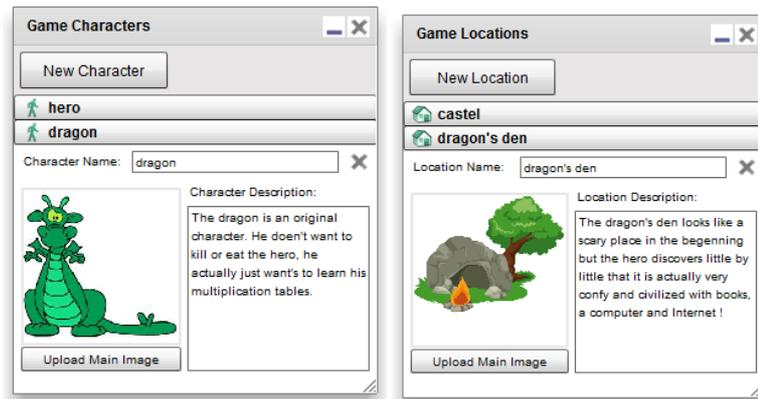 Game Characters
New Character
hero
dragon
Character Name: dragon
Character Description:
The dragon is an original
character. He doen't want to
kill or eat the hero, he
actually just want's to learn his
multiplication tables.
Upload Main Image
Game Locations
New Location
castel
dragon's den
Location Name: dragon's den
Location Description:
The dragon's den looks like a
scary place in the begenning
but the hero discovers little by
little that it is actually very
confy and civilized with books,
a computer and Internet !
Upload Main Image